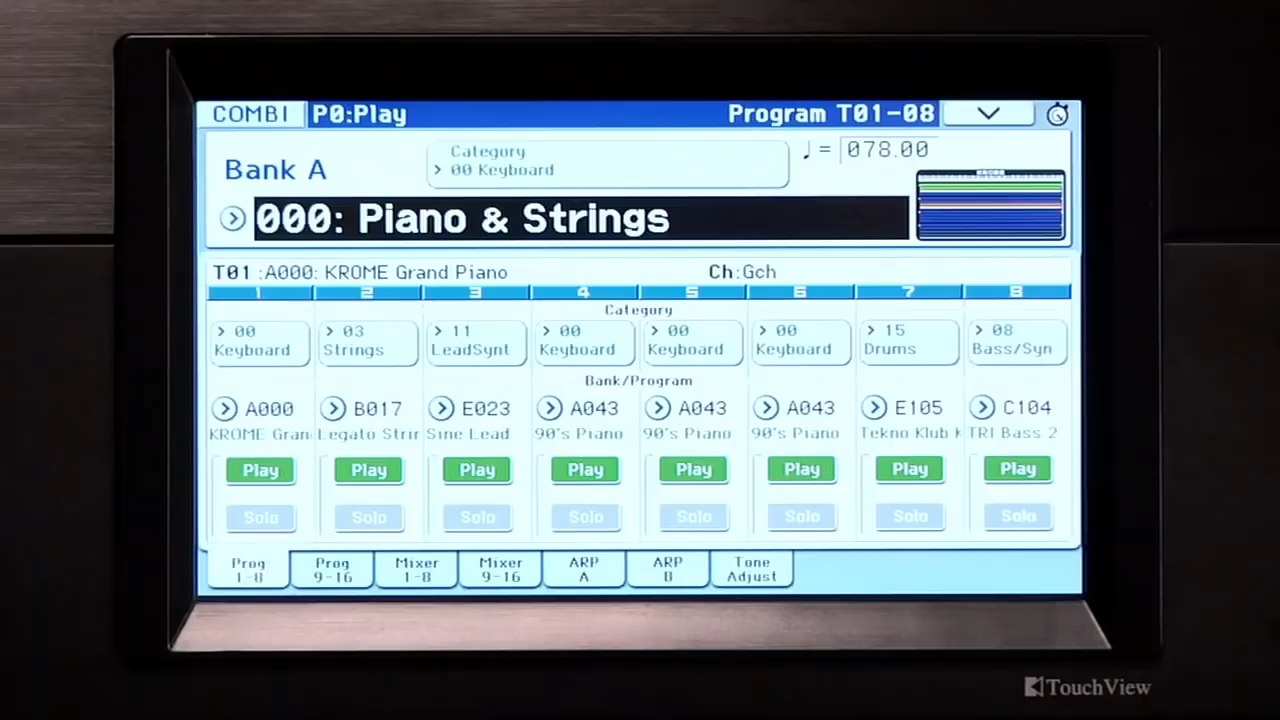 COMBI P0:Play Program T01-08
Bank A
Category
00 Keyboard
♩ = 078.00
000: Piano & Strings
T01 :A000: KROME Grand Piano Ch:Gch
1 2 3 4 5 6 7 8
Category
00 03 11 00 00 00 15 08
Keyboard Strings LeadSynt Keyboard Keyboard Keyboard Drums Bass/Syn
Bank/Program
A000 B017 E023 A043 A043 A043 E105 C104
KROME Gran Legato Strin Sine Lead 90's Piano 90's Piano 90's Piano Tekno Klub K TRI Bass 2
Play Play Play Play Play Play Play Play
Solo Solo Solo Solo Solo Solo Solo Solo
Prog Prog Mixer Mixer ARP ARP Tone
1-8 9-16 1-8 9-16 A B Adjust
TouchView